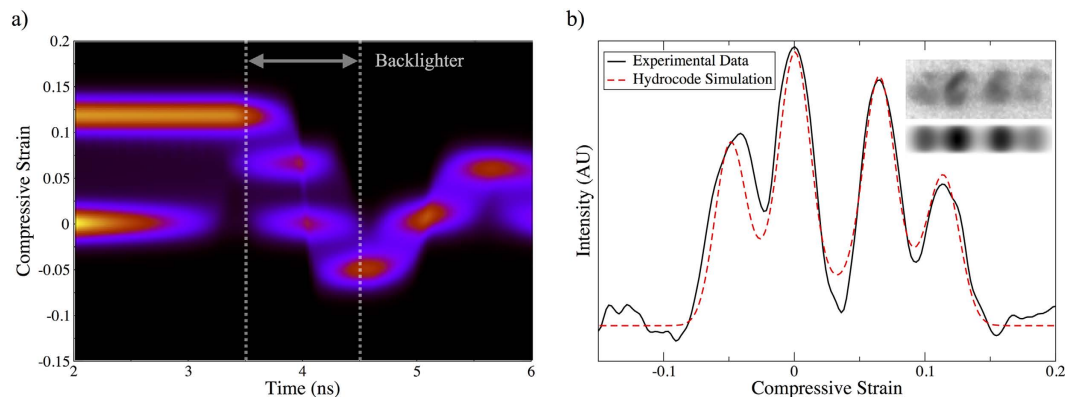 a)
0.2
0.15
0.1
0.05
0
-0.05
-0.1
-0.15
Compressive Strain
2
3
4
5
6
Time (ns)
Backlighter
b)
Experimental Data
Hydrocode Simulation
Intensity (AU)
-0.1
0
0.1
0.2
Compressive Strain